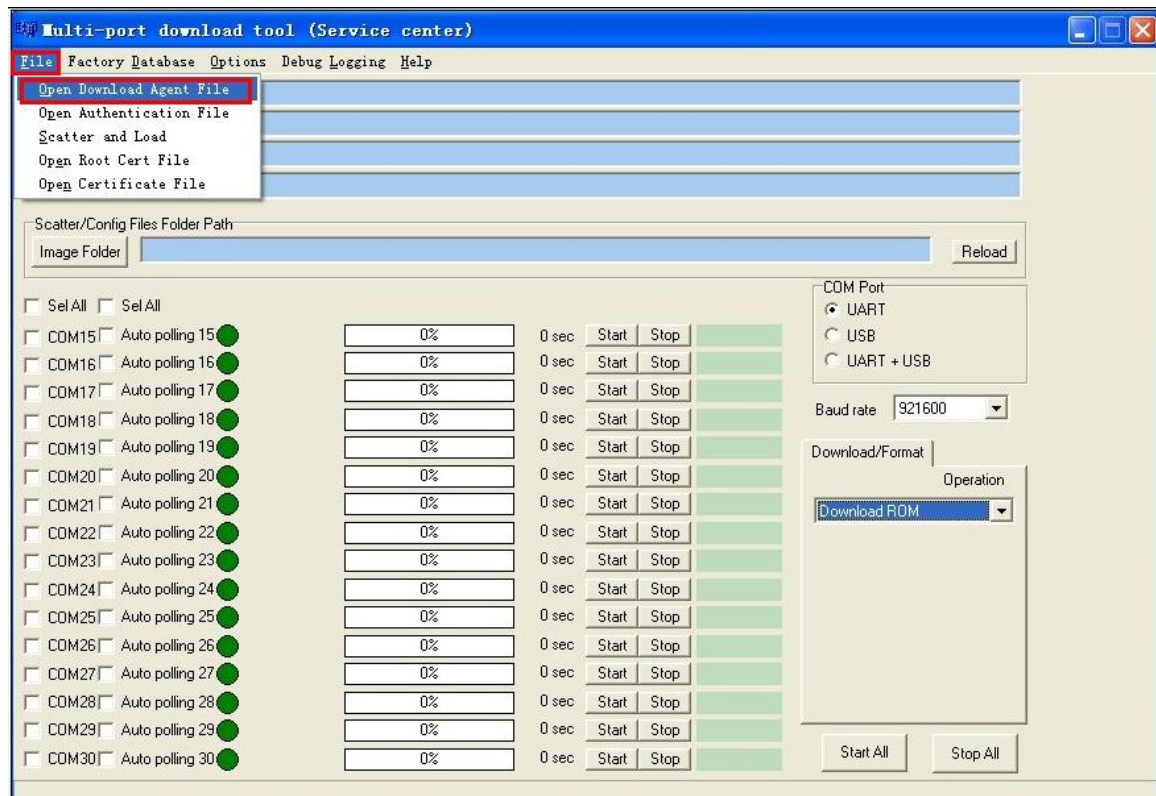 Multi-port download tool (Service center)
File Factory Database Options Debug Logging Help
Open Download Agent File
Open Authentication File
Scatter and Load
Open Root Cert File
Open Certificate File
Scatter/Config Files Folder Path
Image Folder Reload
COM Port
Sel All Sel All UART
COM15 Auto polling 15 0% 0 sec Start Stop USB
COM16 Auto polling 16 0% 0 sec Start Stop UART + USB
COM17 Auto polling 17 0% 0 sec Start Stop
Baud rate 921600
COM18 Auto polling 18 0% 0 sec Start Stop
COM19 Auto polling 19 0% 0 sec Start Stop Download/Format
COM20 Auto polling 20 0% 0 sec Start Stop Operation
COM21 Auto polling 21 0% 0 sec Start Stop Download ROM
COM22 Auto polling 22 0% 0 sec Start Stop
COM23 Auto polling 23 0% 0 sec Start Stop
COM24 Auto polling 24 0% 0 sec Start Stop
COM25 Auto polling 25 0% 0 sec Start Stop
COM26 Auto polling 26 0% 0 sec Start Stop
COM27 Auto polling 27 0% 0 sec Start Stop
COM28 Auto polling 28 0% 0 sec Start Stop
COM29 Auto polling 29 0% 0 sec Start Stop
COM30 Auto polling 30 0% 0 sec Start Stop Start All Stop All